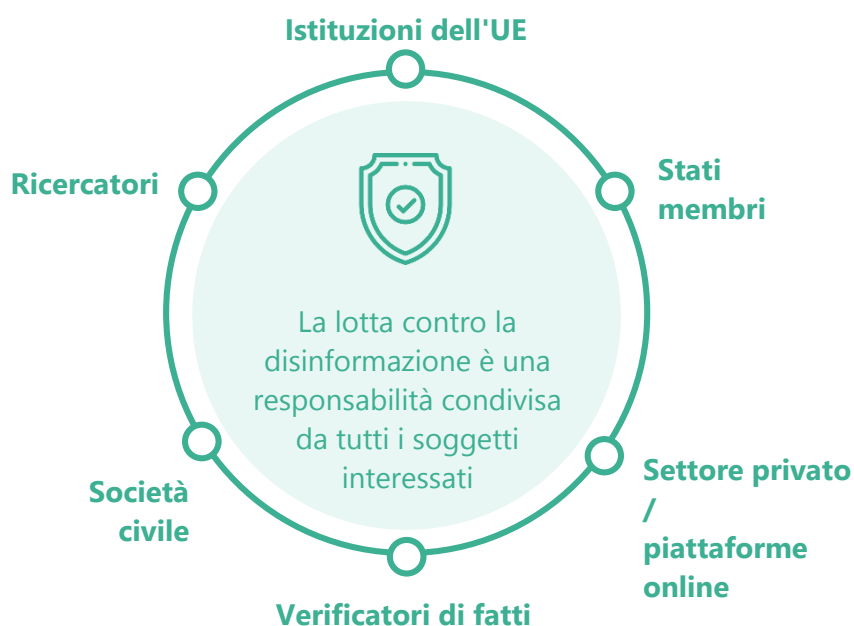 Istituzioni dell'UE
Ricercatori
Stati
membri
La lotta contro la
disinformazione è una
responsabilità condivisa
da tutti i soggetti
interessati
Società
civile
Settore privato
/
piattaforme
online
Verificatori di fatti